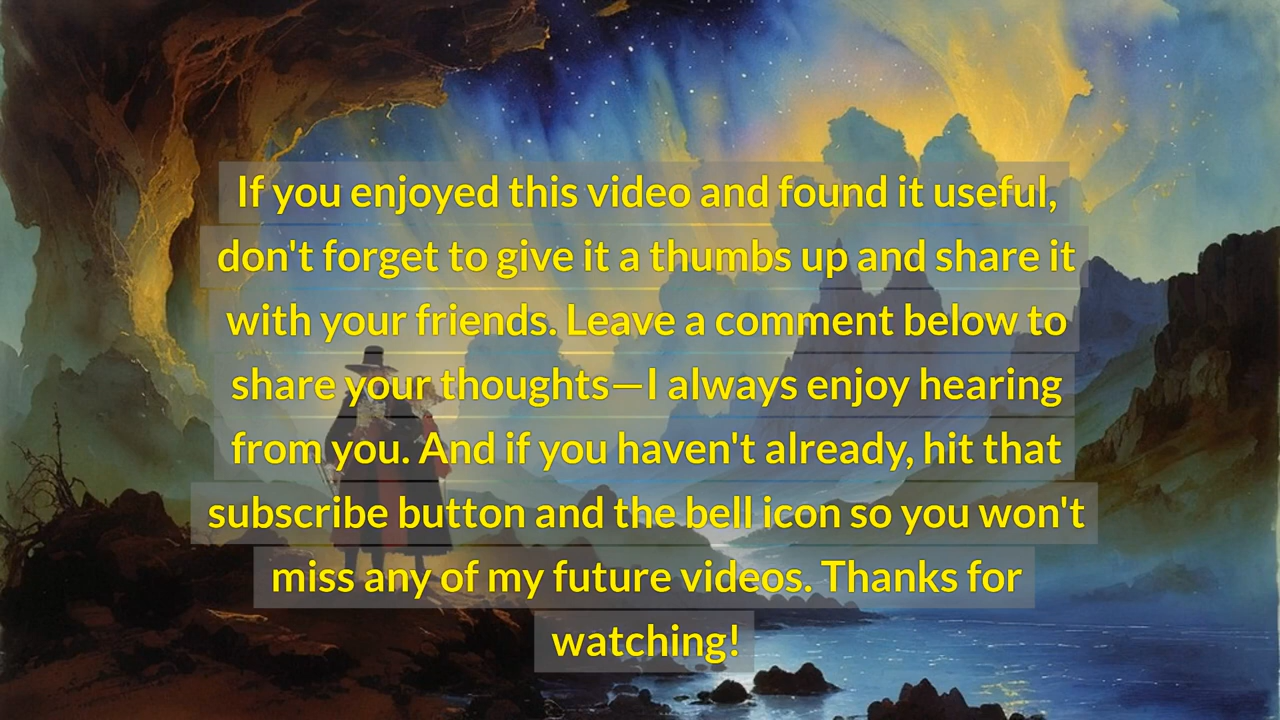 If you enjoyed this video and found it useful,
don't forget to give it a thumbs up and share it
with your friends. Leave a comment below to
share your thoughts—I always enjoy hearing
from you. And if you haven't already, hit that
subscribe button and the bell icon so you won't
miss any of my future videos. Thanks for
watching!